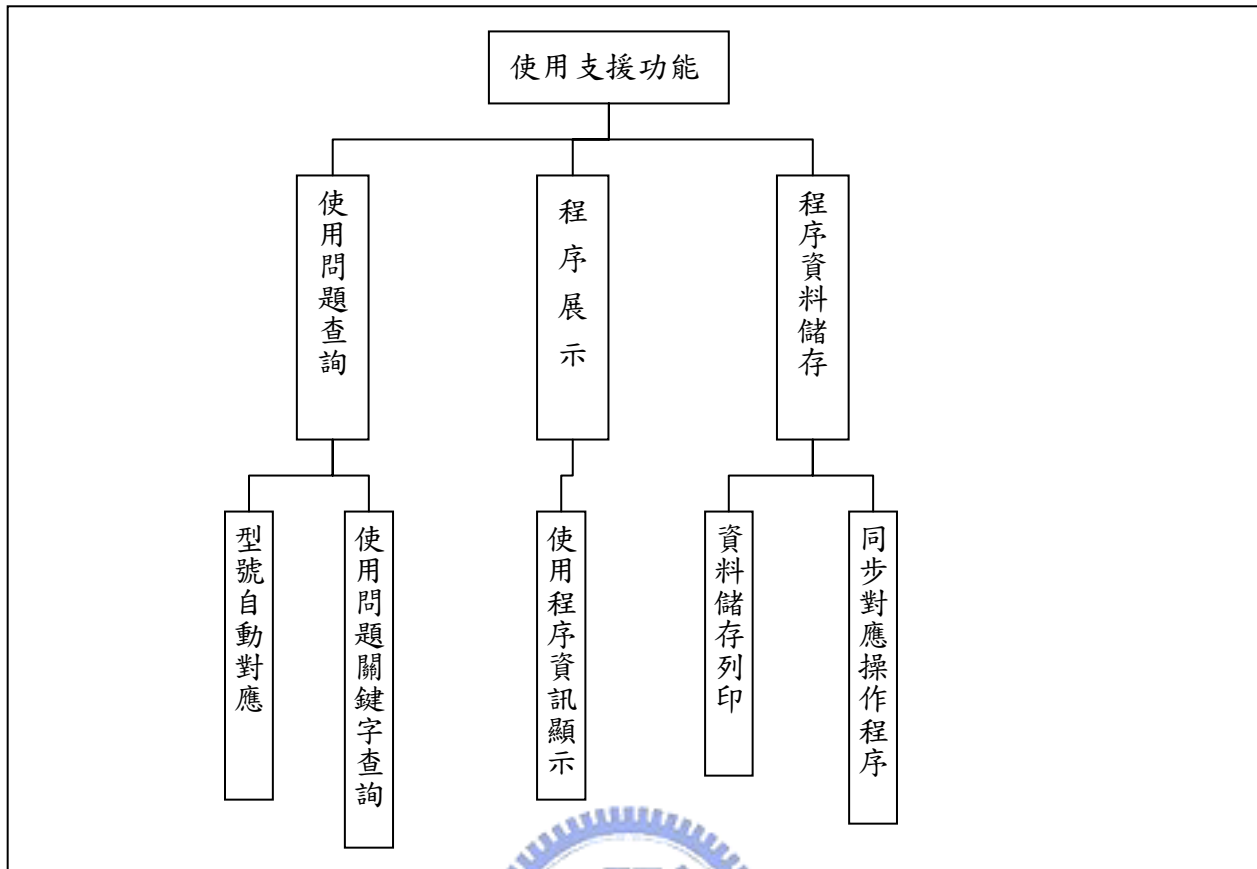 使用支援功能
使用問題查詢
程序展示
程序資料儲存
型號自動對應
使用問題關鍵字查詢
使用程序資訊顯示
資料儲存列印
同步對應操作程序